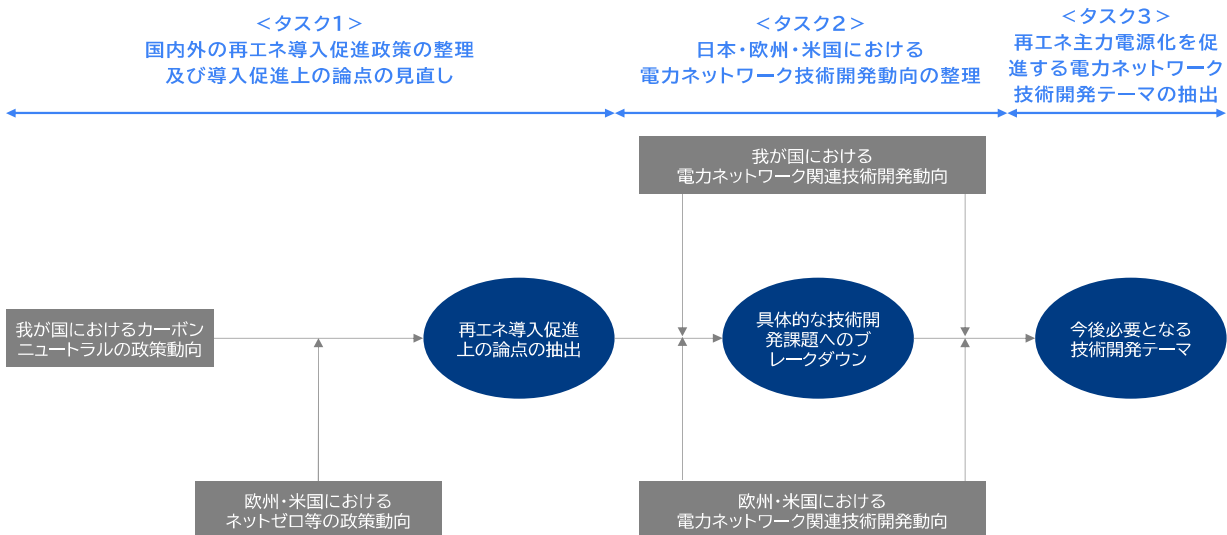 ＜タスク1＞
国内外の再エネ導入促進政策の整理
及び導入促進上の論点の見直し
＜タスク2＞
日本・欧州・米国における
電力ネットワーク技術開発動向の整理
＜タスク3＞
再エネ主力電源化を促
進する電力ネットワーク
技術開発テーマの抽出
我が国における
電力ネットワーク関連技術開発動向
我が国におけるカーボン
ニュートラルの政策動向
再エネ導入促進
上の論点の抽出
具体的な技術開
発課題へのブ
レークダウン
今後必要となる
技術開発テーマ
欧州・米国における
ネットゼロ等の政策動向
欧州・米国における
電力ネットワーク関連技術開発動向